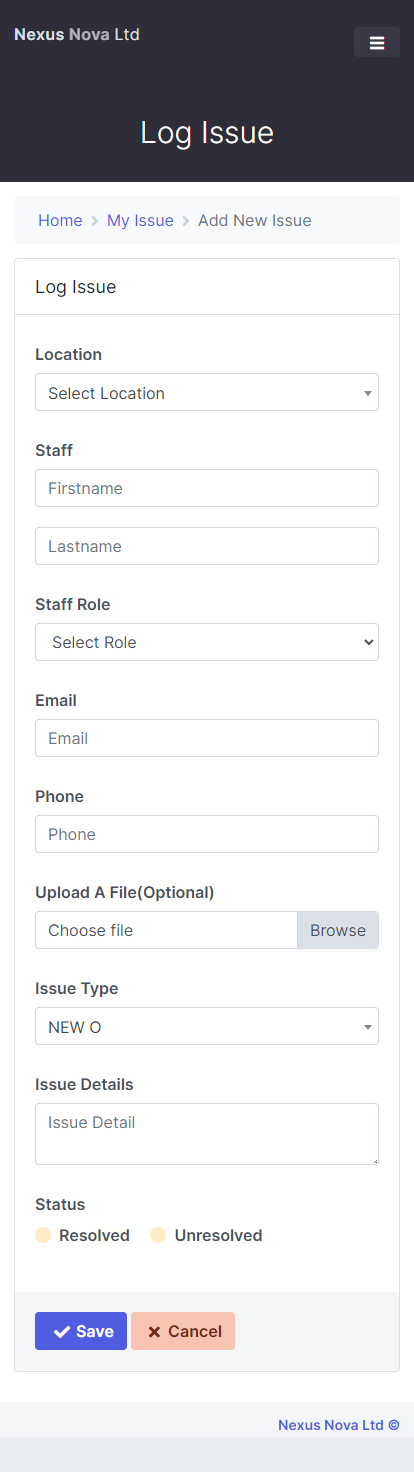 Nexus Nova Ltd
Log Issue
Home > My Issue > Add New Issue
Log Issue
Location
Select Location
Staff
Firstname
Lastname
Staff Role
Select Role
Email
Email
Phone
Phone
Upload A File(Optional)
Choose file Browse
Issue Type
NEW O
Issue Details
Issue Detail
Status
Resolved Unresolved
Save Cancel
Nexus Nova Ltd ©